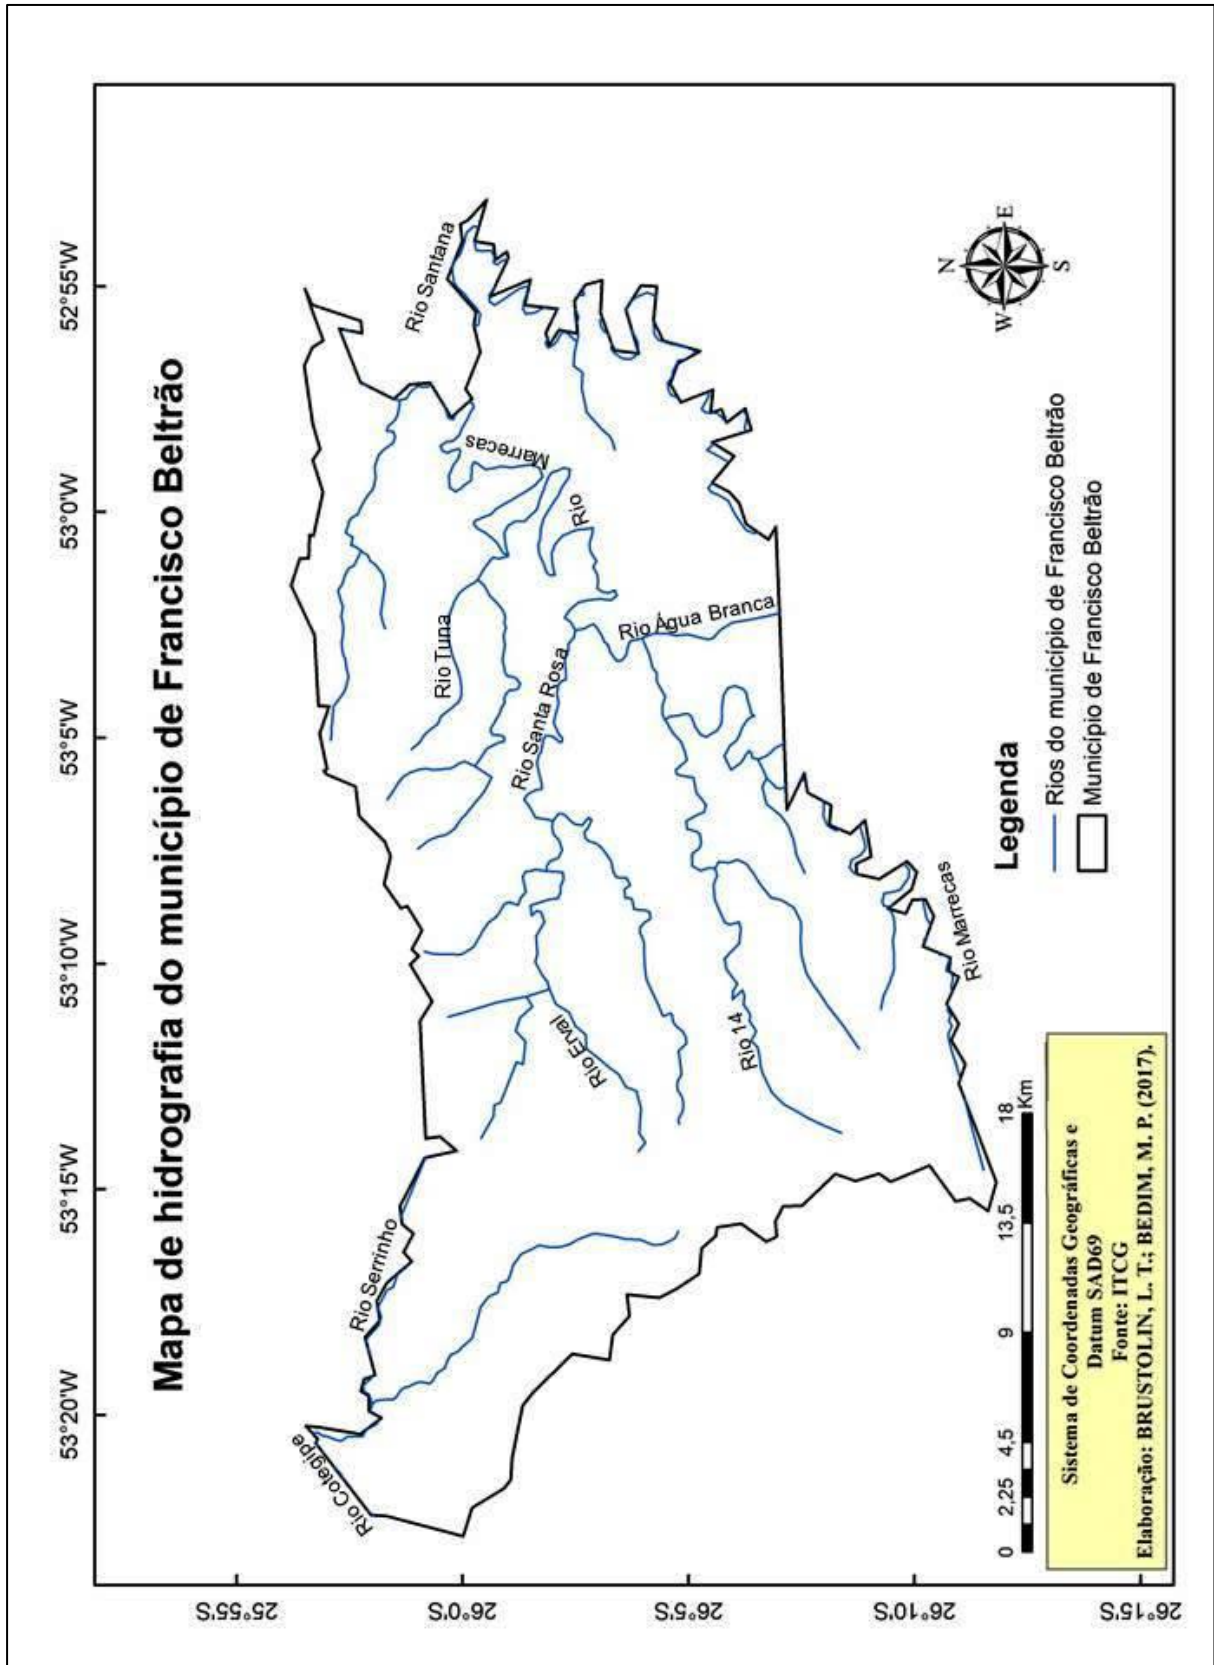 Mapa de hidrografia do município de Francisco Beltrão
53°20'W
53°15'W
53°10'W
53°5'W
53°0'W
52°55'W
25°55'S
26°0'S
26°5'S
26°10'S
26°15'S
Rio Cotegipe
Rio Serrinho
Rio Santana
Rio Tuna
Marrecas
Rio
Rio Santa Rosa
Rio Água Branca
Rio Erval
Rio 14
Rio Marrecas
N
W
E
S
Legenda
Rios do município de Francisco Beltrão
Município de Francisco Beltrão
0 2,25 4,5 9 13,5 18
Km
Sistema de Coordenadas Geográficas e
Datum SAD69
Fonte: ITCG
Elaboração: BRUSTOLIN, L. T.; BEDIM, M. P. (2017).